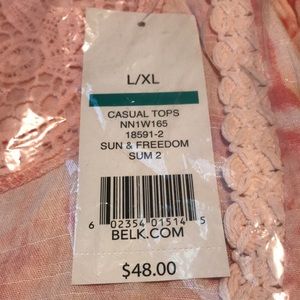 L/XL
CASUAL TOPS
NN1W165
18591-2
SUN & FREEDOM
SUM 2
6 02354 01514 5
BELK.COM
$48.00